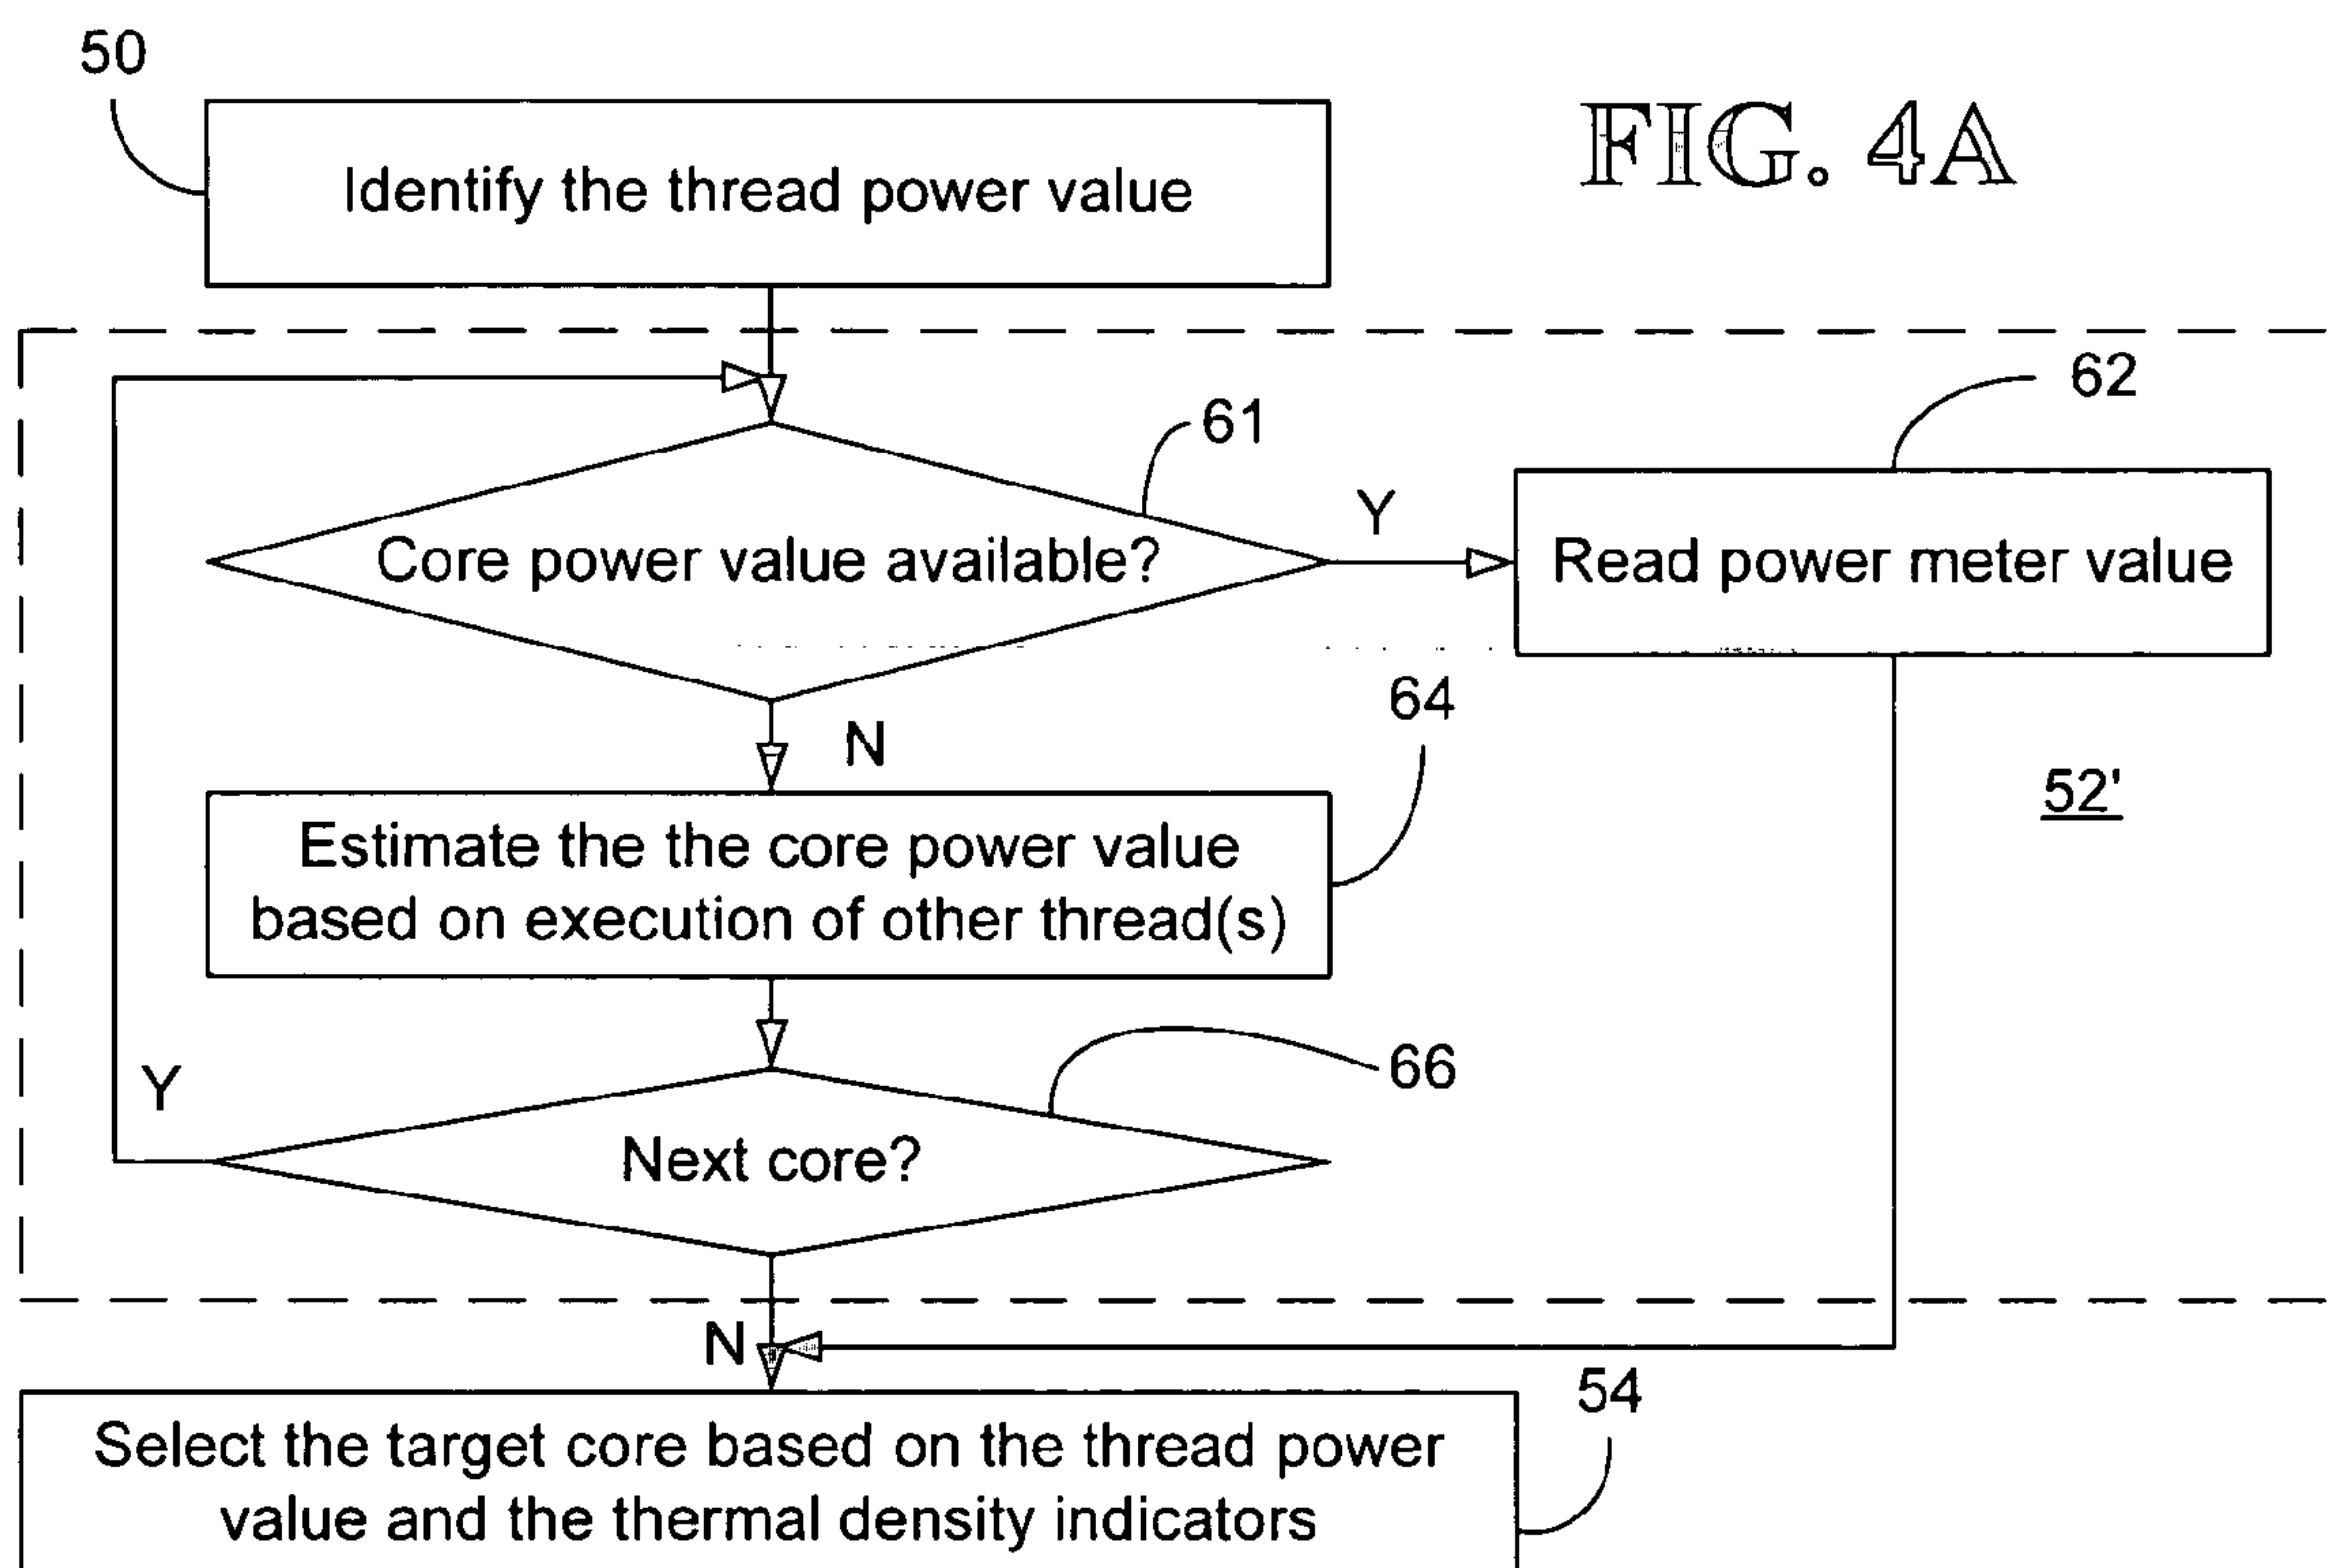 50
FIG. 4A
Identify the thread power value
62
61
Y
Core power value available?
Read power meter value
64
N
52'
Estimate the the core power value
based on execution of other thread(s)
66
Y
Next core?
N
54
Select the target core based on the thread power
value and the thermal density indicators